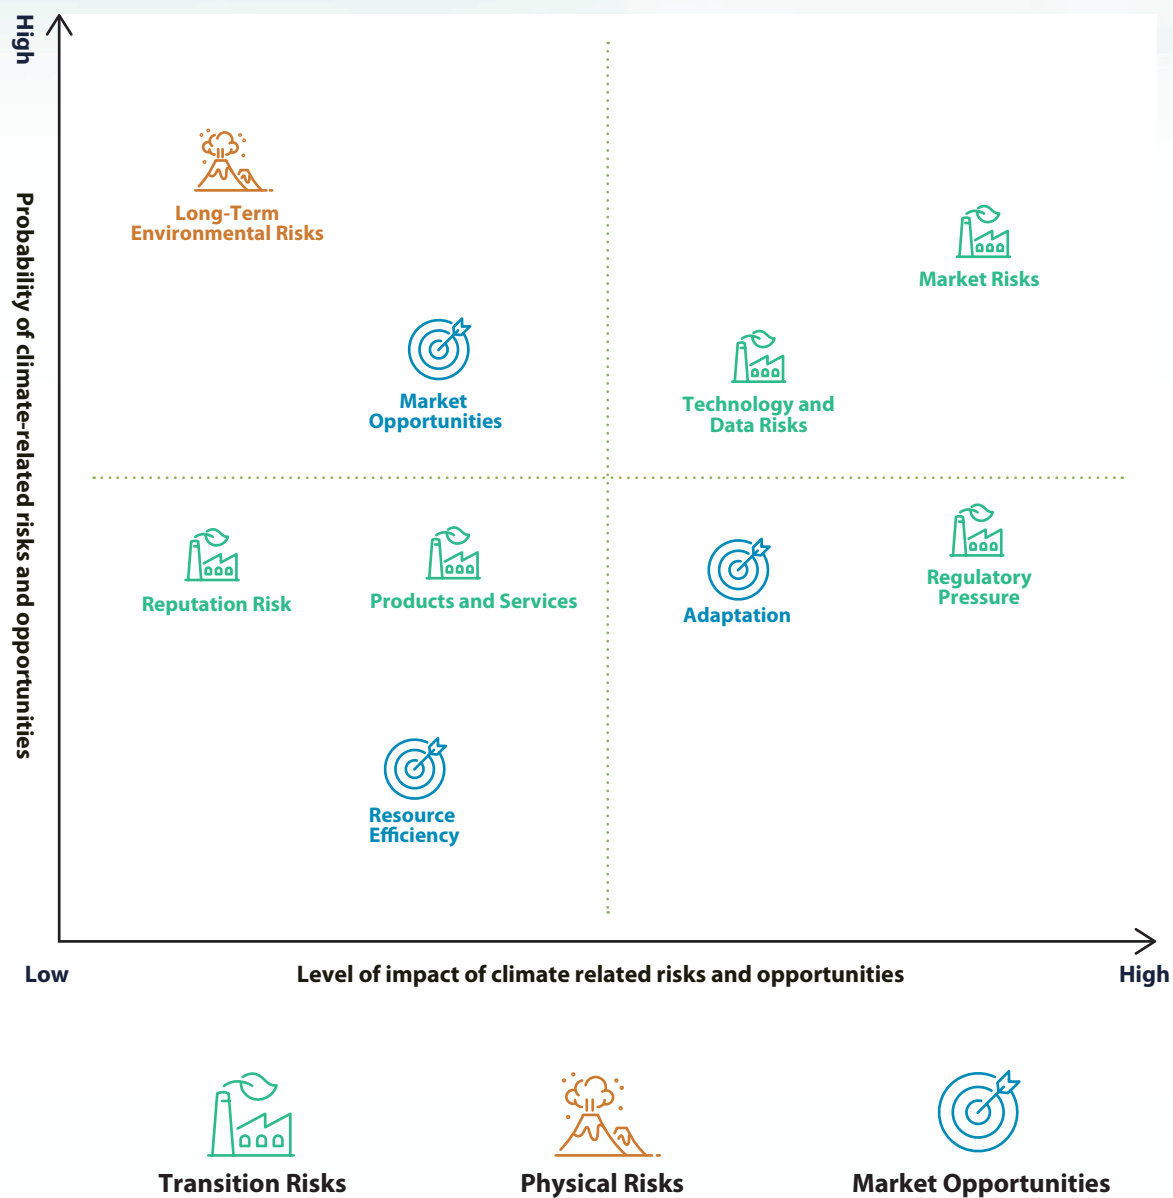 High
Probability of climate-related risks and opportunities
Long-Term
Environmental Risks
Market Risks
Market
Opportunities
Technology and
Data Risks
Reputation Risk
Products and Services
Adaptation
Regulatory
Pressure
Resource
Efficiency
Low
Level of impact of climate related risks and opportunities
High
Transition Risks
Physical Risks
Market Opportunities